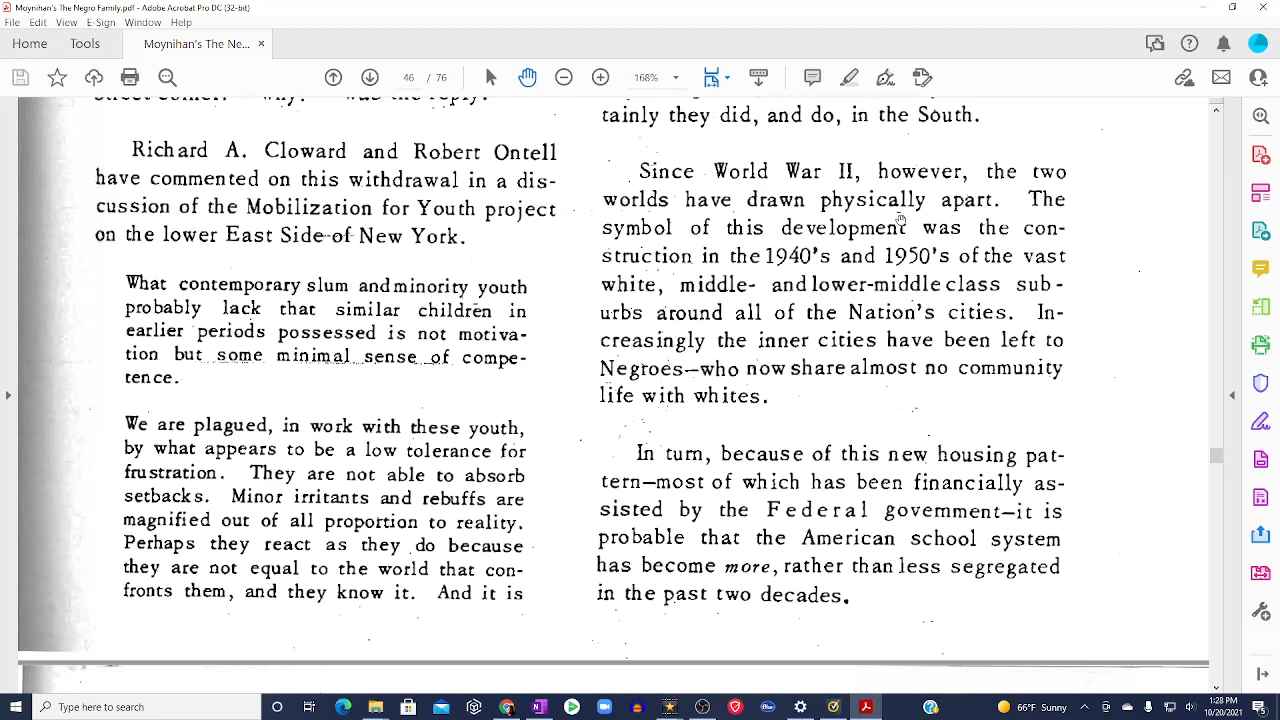 Moynihan's The Negro Family.pdf - Adobe Acrobat Pro DC (32-bit)
File Edit View E-Sign Window Help
Home Tools Moynihan's The Ne... ×
46 / 76 168%
tainly they did, and do, in the South.
Richard A. Cloward and Robert Ontell
have commented on this withdrawal in a dis-
cussion of the Mobilization for Youth project
on the lower East Side of New York.
What contemporary slum and minority youth
probably lack that similar children in
earlier periods possessed is not motiva-
tion but some minimal sense of compe-
tence.
We are plagued, in work with these youth,
by what appears to be a low tolerance for
frustration. They are not able to absorb
setbacks. Minor irritants and rebuffs are
magnified out of all proportion to reality.
Perhaps they react as they do because
they are not equal to the world that con-
fronts them, and they know it. And it is
Since World War II, however, the two
worlds have drawn physically apart. The
symbol of this development was the con-
struction in the 1940's and 1950's of the vast
white, middle- and lower-middle class sub-
urbs around all of the Nation's cities. In-
creasingly the inner cities have been left to
Negroes—who now share almost no community
life with whites.
In turn, because of this new housing pat-
tern—most of which has been financially as-
sisted by the Federal government—it is
probable that the American school system
has become more, rather than less segregated
in the past two decades.
Type here to search
66°F Sunny
1:28 PM
10/20/2021